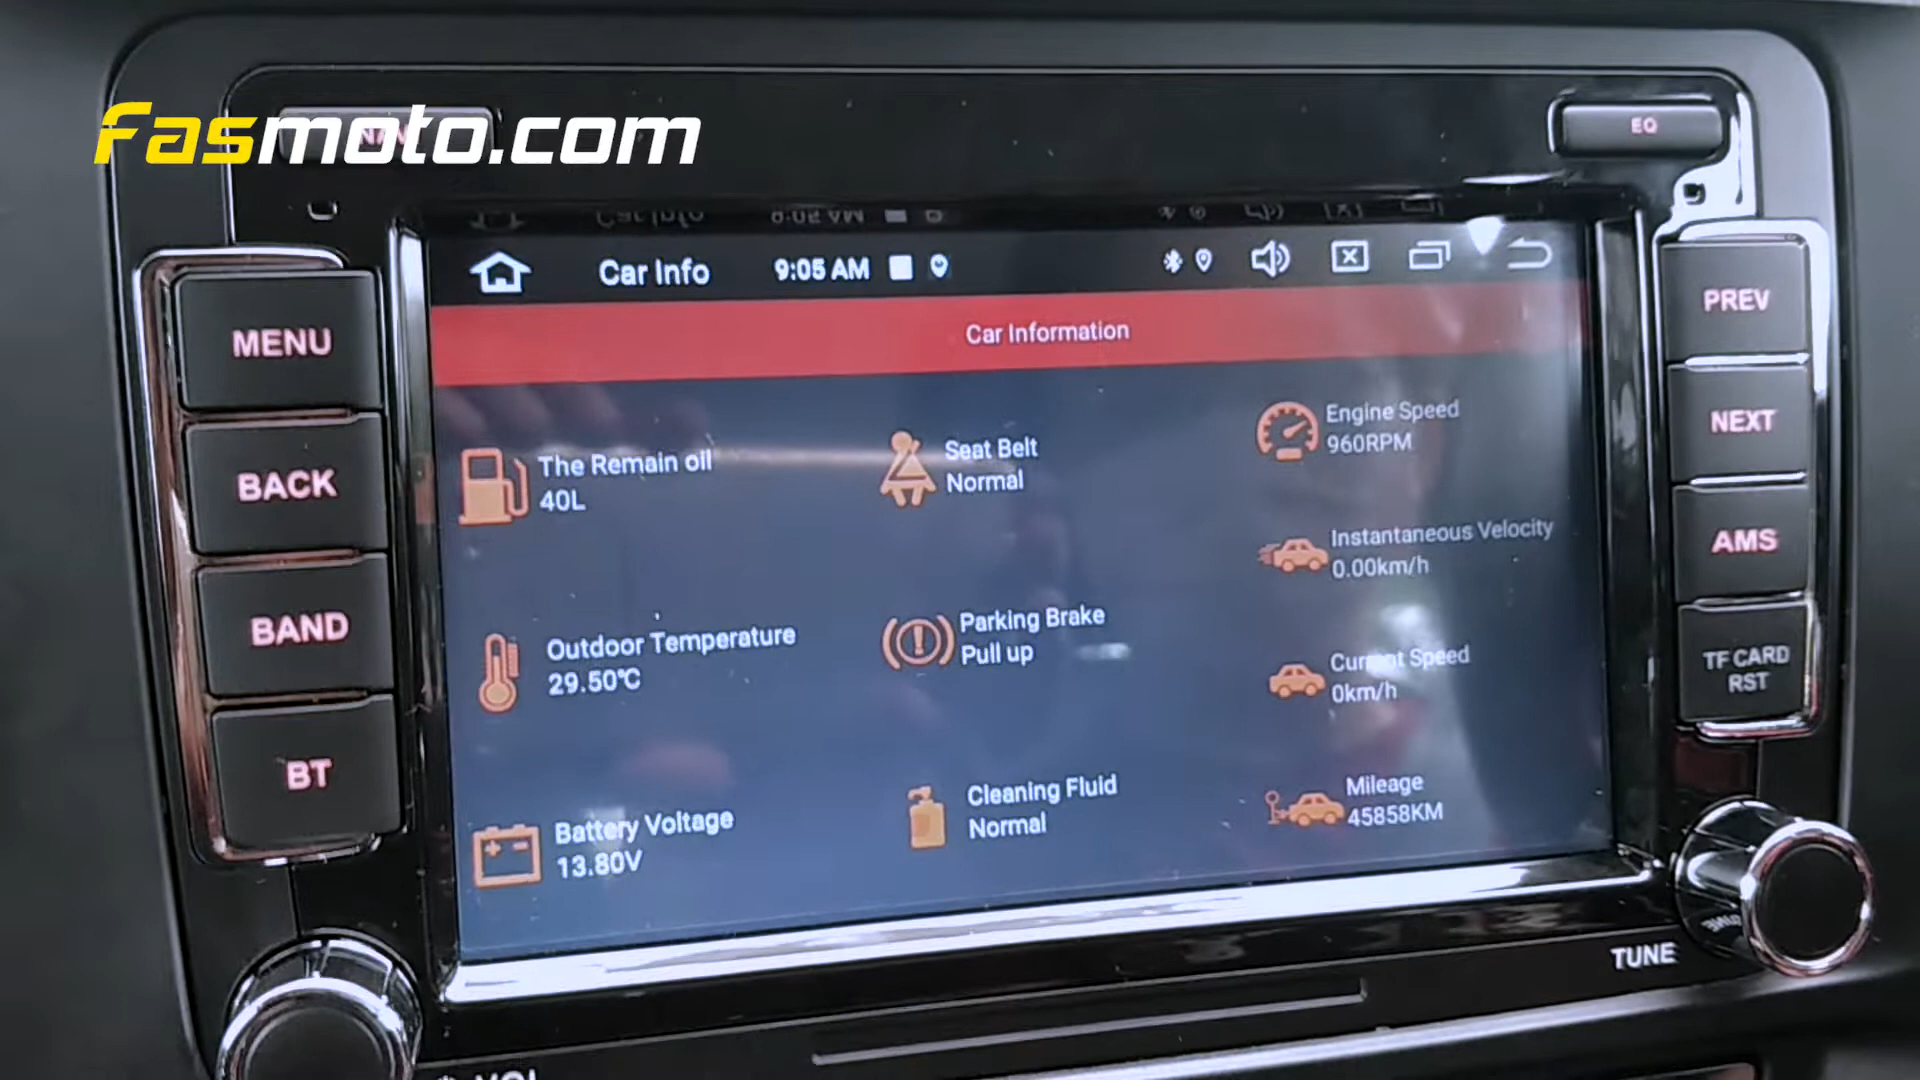 fasmoto.com
NAV
EQ
Car Info 9:05 AM
Car Information
MENU
BACK
BAND
BT
PREV
NEXT
AMS
TF CARD
RST
The Remain oil
40L
Seat Belt
Normal
Engine Speed
960RPM
Instantaneous Velocity
0.00km/h
Outdoor Temperature
29.50℃
Parking Brake
Pull up
Current Speed
0km/h
Battery Voltage
13.80V
Cleaning Fluid
Normal
Mileage
45858KM
TUNE
VOL